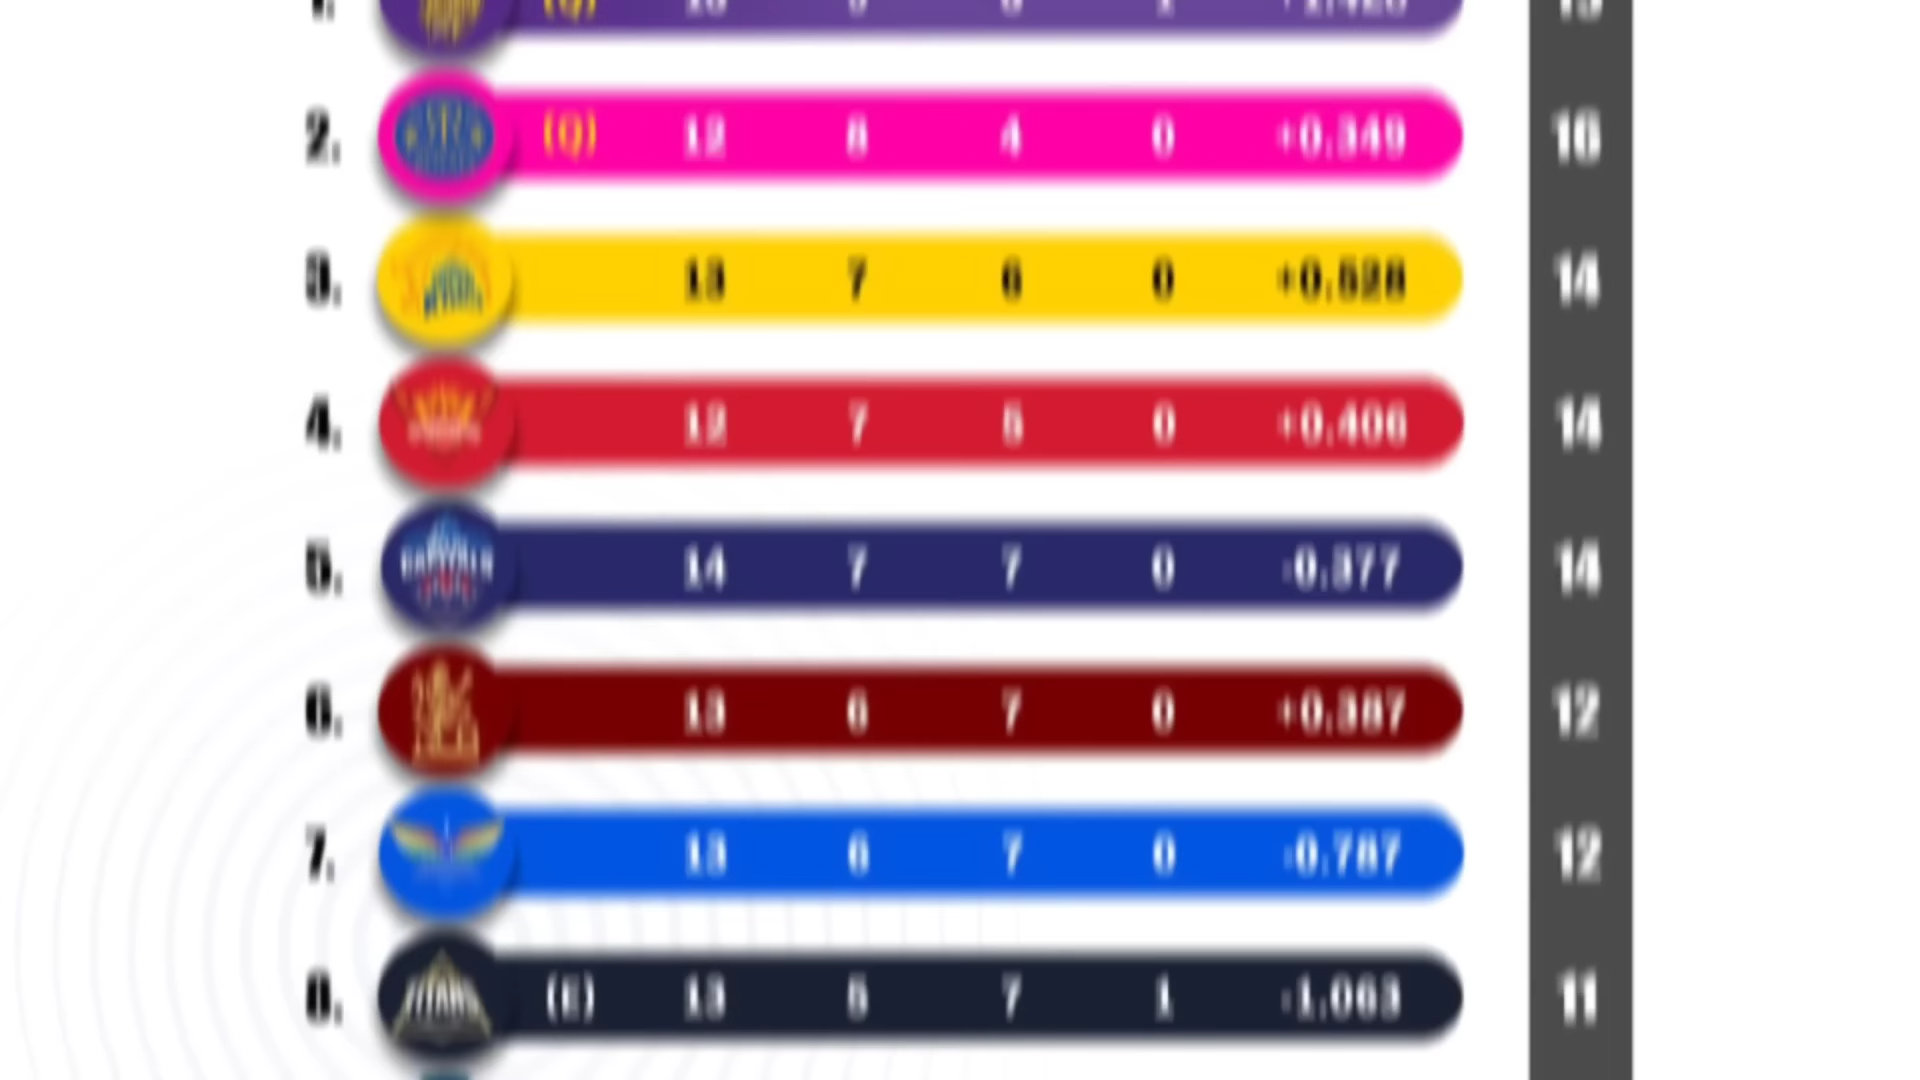 2. (Q) 12 8 4 0 +0.349 16
3. 13 7 6 0 +0.528 14
4. 12 7 5 0 +0.406 14
5. CAPITALS 14 7 7 0 -0.377 14
6. 13 6 7 0 +0.387 12
7. 13 6 7 0 -0.787 12
8. TITANS (E) 13 5 7 1 -1.063 11